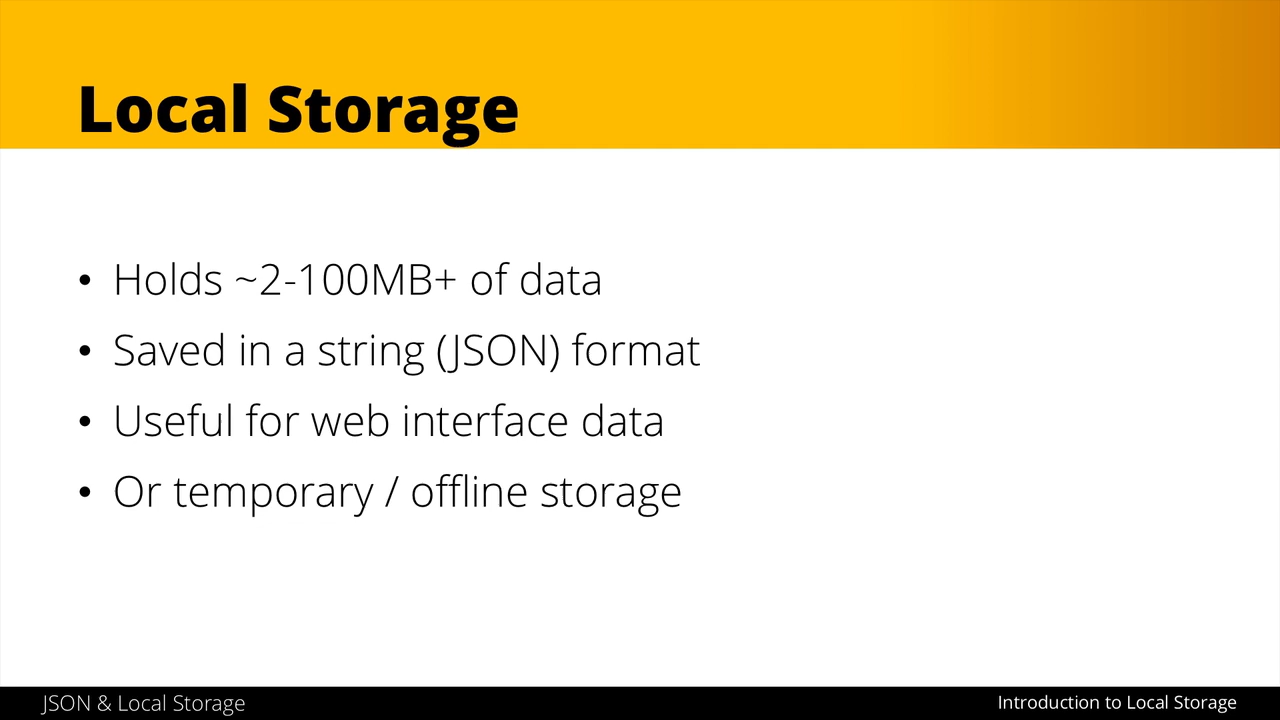 Local Storage
• Holds ~2-100MB+ of data
• Saved in a string (JSON) format
• Useful for web interface data
• Or temporary / offline storage
JSON & Local Storage
Introduction to Local Storage